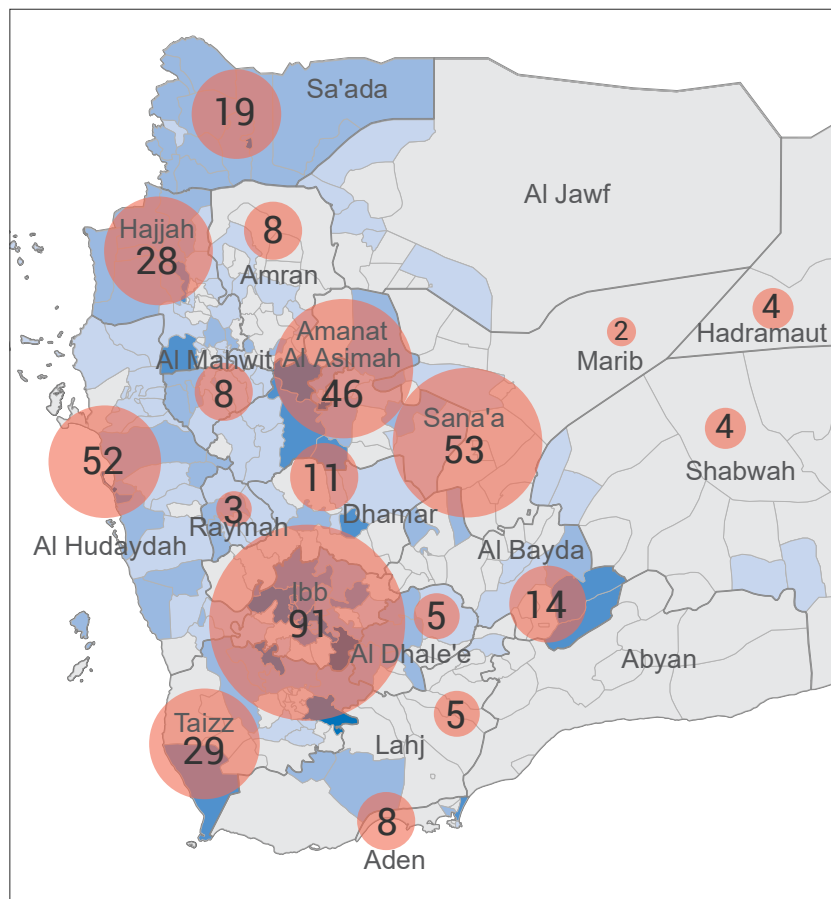 Sa'ada
19
Al Jawf
Hajjah
28
8
Amran
4
Hadramaut
2
Marib
Amanat
Al Asimah
46
Al Mahwit
8
Sana'a
53
4
Shabwah
52
Al Hudaydah
11
Dhamar
3
Raymah
Al Bayda
14
Ibb
91
5
Al Dhale'e
Abyan
Taizz
29
5
Lahj
8
Aden